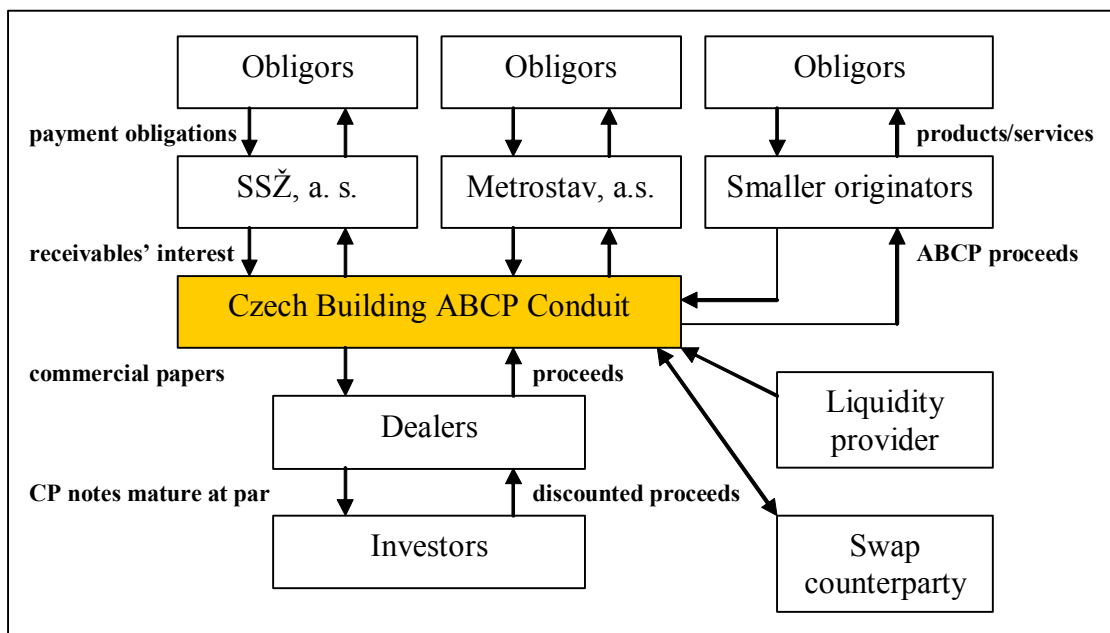 Obligors
Obligors
Obligors
payment obligations
products/services
SSŽ, a. s.
Metrostav, a.s.
Smaller originators
receivables’ interest
ABCP proceeds
Czech Building ABCP Conduit
commercial papers
proceeds
Dealers
Liquidity
provider
CP notes mature at par
discounted proceeds
Investors
Swap
counterparty